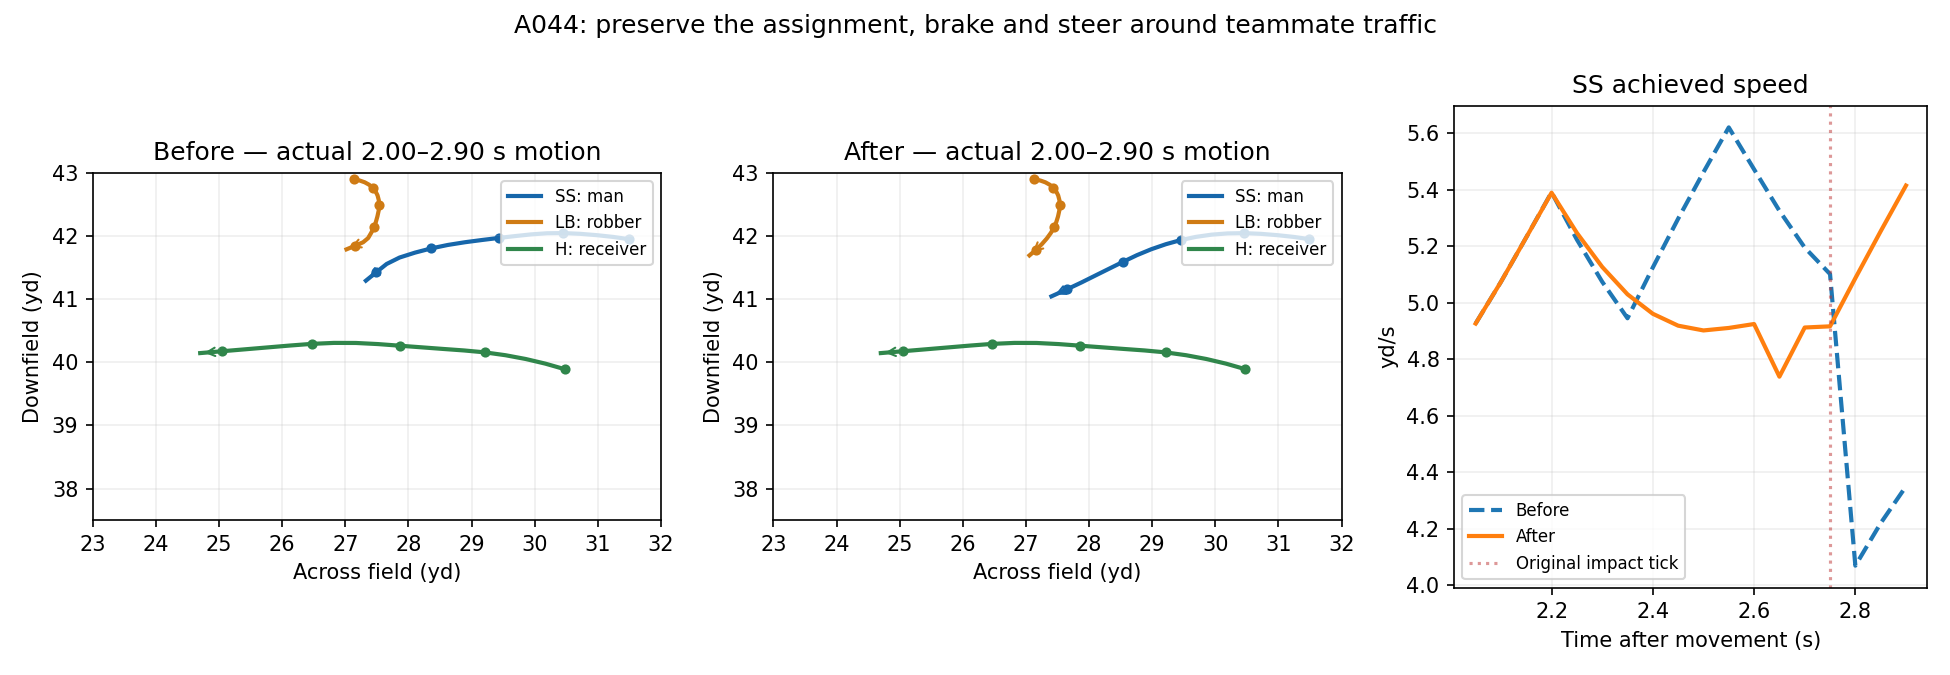 A044: preserve the assignment, brake and steer around teammate traffic
Before — actual 2.00–2.90 s motion
43
42
41
40
39
38
23 24 25 26 27 28 29 30 31 32
Downfield (yd)
Across field (yd)
SS: man
LB: robber
H: receiver
After — actual 2.00–2.90 s motion
43
42
41
40
39
38
23 24 25 26 27 28 29 30 31 32
Downfield (yd)
Across field (yd)
SS: man
LB: robber
H: receiver
SS achieved speed
5.6
5.4
5.2
5.0
4.8
4.6
4.4
4.2
4.0
2.2 2.4 2.6 2.8
yd/s
Time after movement (s)
Before
After
Original impact tick